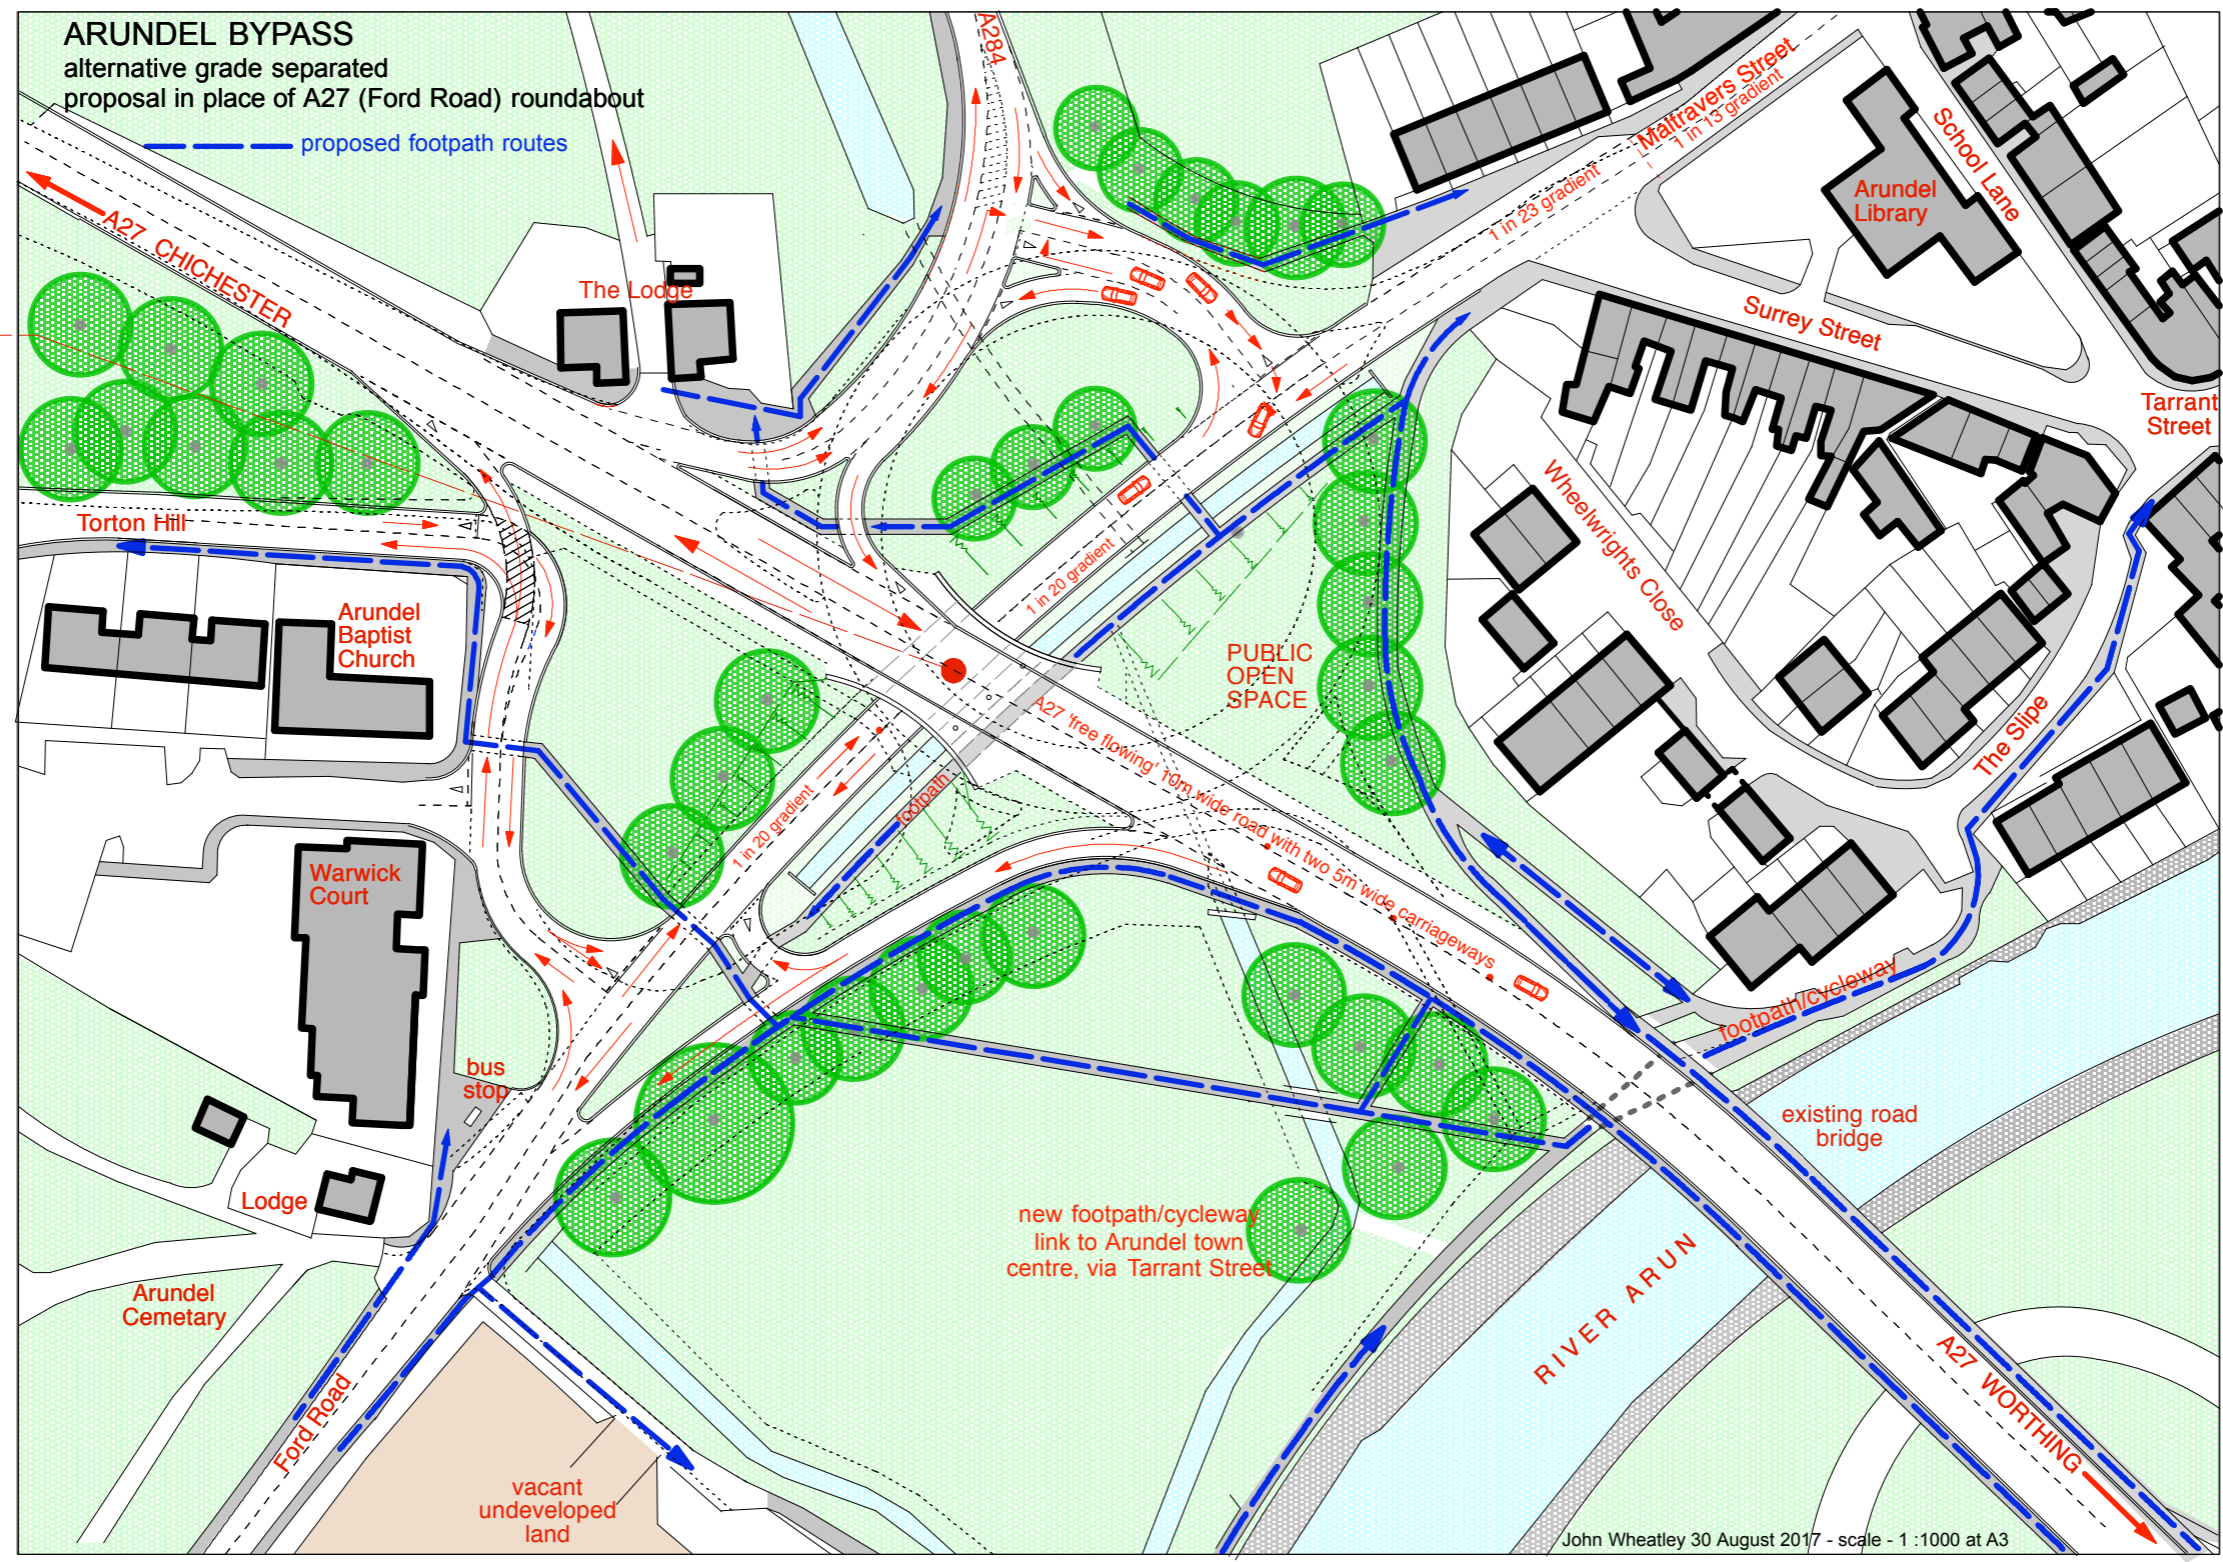 ARUNDEL BYPASS
alternative grade separated
proposal in place of A27 (Ford Road) roundabout
proposed footpath routes
A284
Maltravers Street
1 in 13 gradient
1 in 23 gradient
School Lane
Arundel
Library
A27 CHICHESTER
The Lodge
Surrey Street
Tarrant
Street
Torton Hill
Wheelwrights Close
1 in 20 gradient
Arundel
Baptist
Church
PUBLIC
OPEN
SPACE
A27 'free flowing' 10m wide road with two 5m wide carriageways
The Slipe
1 in 20 gradient
footpath
Warwick
Court
footpath/cycleway
bus
stop
existing road
bridge
Lodge
new footpath/cycleway
link to Arundel town
centre, via Tarrant Street
Arundel
Cemetary
RIVER ARUN
Ford Road
A27 WORTHING
vacant
undeveloped
land
John Wheatley 30 August 2017 - scale - 1 :1000 at A3